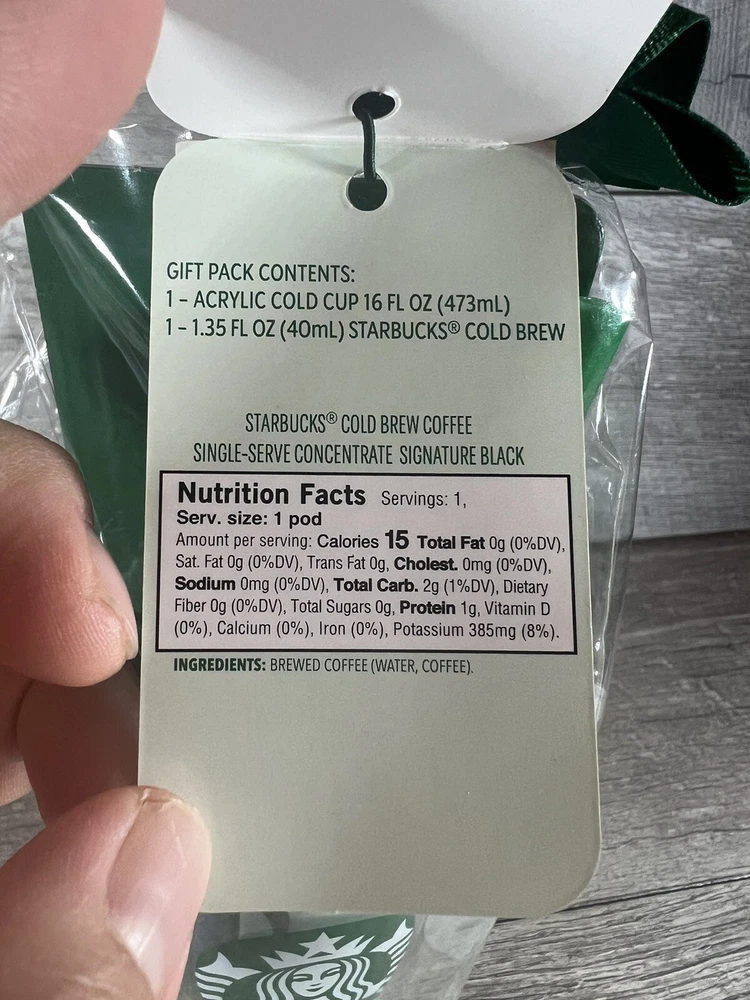 GIFT PACK CONTENTS:
1 – ACRYLIC COLD CUP 16 FL OZ (473mL)
1 – 1.35 FL OZ (40mL) STARBUCKS® COLD BREW
STARBUCKS® COLD BREW COFFEE
SINGLE-SERVE CONCENTRATE SIGNATURE BLACK
Nutrition Facts Servings: 1,
Serv. size: 1 pod
Amount per serving: Calories 15 Total Fat 0g (0%DV),
Sat. Fat 0g (0%DV), Trans Fat 0g, Cholest. 0mg (0%DV),
Sodium 0mg (0%DV), Total Carb. 2g (1%DV), Dietary
Fiber 0g (0%DV), Total Sugars 0g, Protein 1g, Vitamin D
(0%), Calcium (0%), Iron (0%), Potassium 385mg (8%).
INGREDIENTS: BREWED COFFEE (WATER, COFFEE).